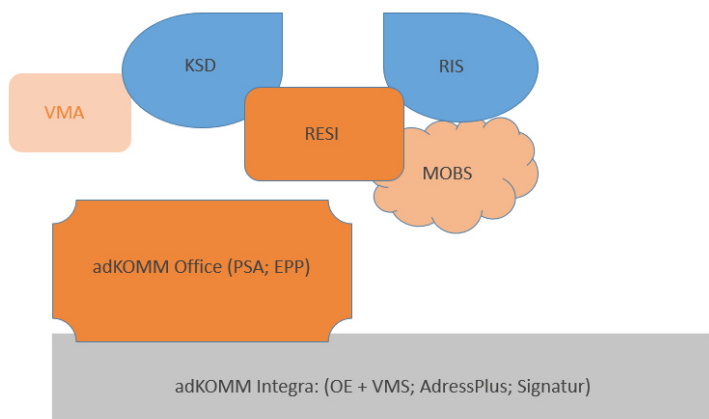 KSD
RIS
VMA
RESI
MOBS
adKOMM Office (PSA; EPP)
adKOMM Integra: (OE + VMS; AdressPlus; Signatur)